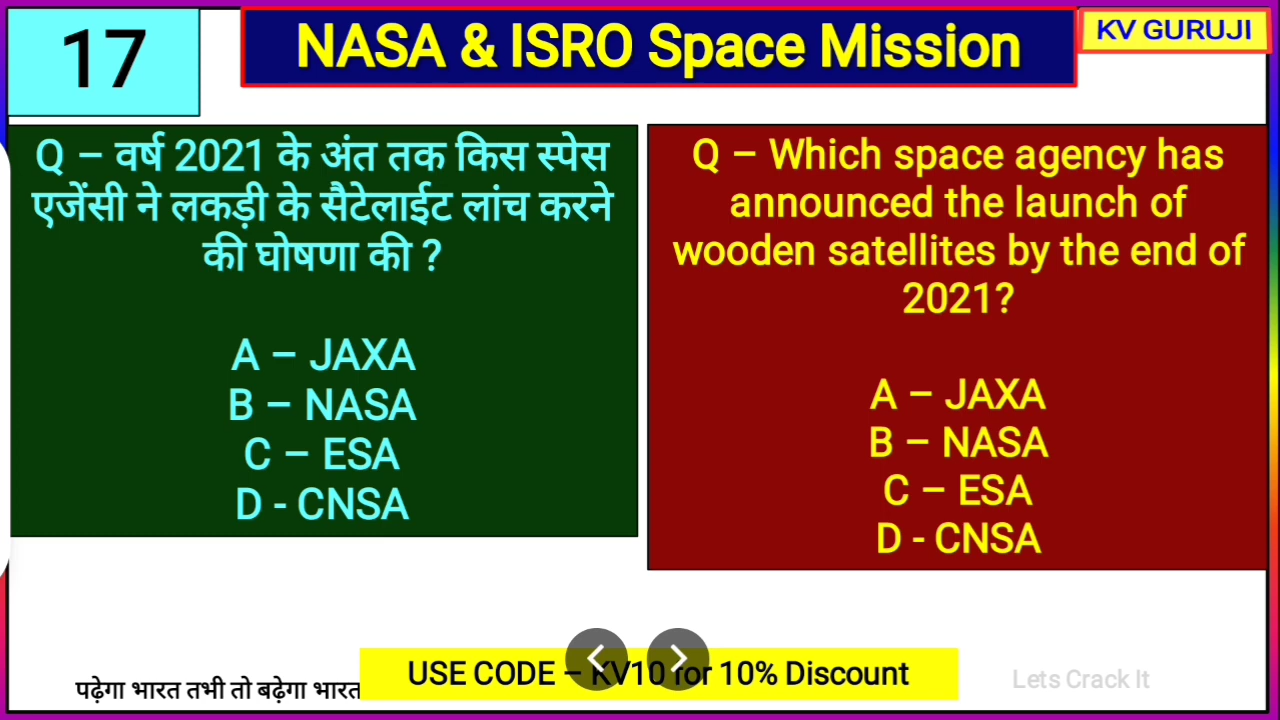 17
NASA & ISRO Space Mission
KV GURUJI
Q – वर्ष 2021 के अंत तक किस स्पेस
एजेंसी ने लकड़ी के सैटेलाईट लांच करने
की घोषणा की ?
A – JAXA
B – NASA
C – ESA
D - CNSA
Q – Which space agency has
announced the launch of
wooden satellites by the end of
2021?
A – JAXA
B – NASA
C – ESA
D - CNSA
पढ़ेगा भारत तभी तो बढ़ेगा भारत
USE CODE – KV10 for 10% Discount
Lets Crack It